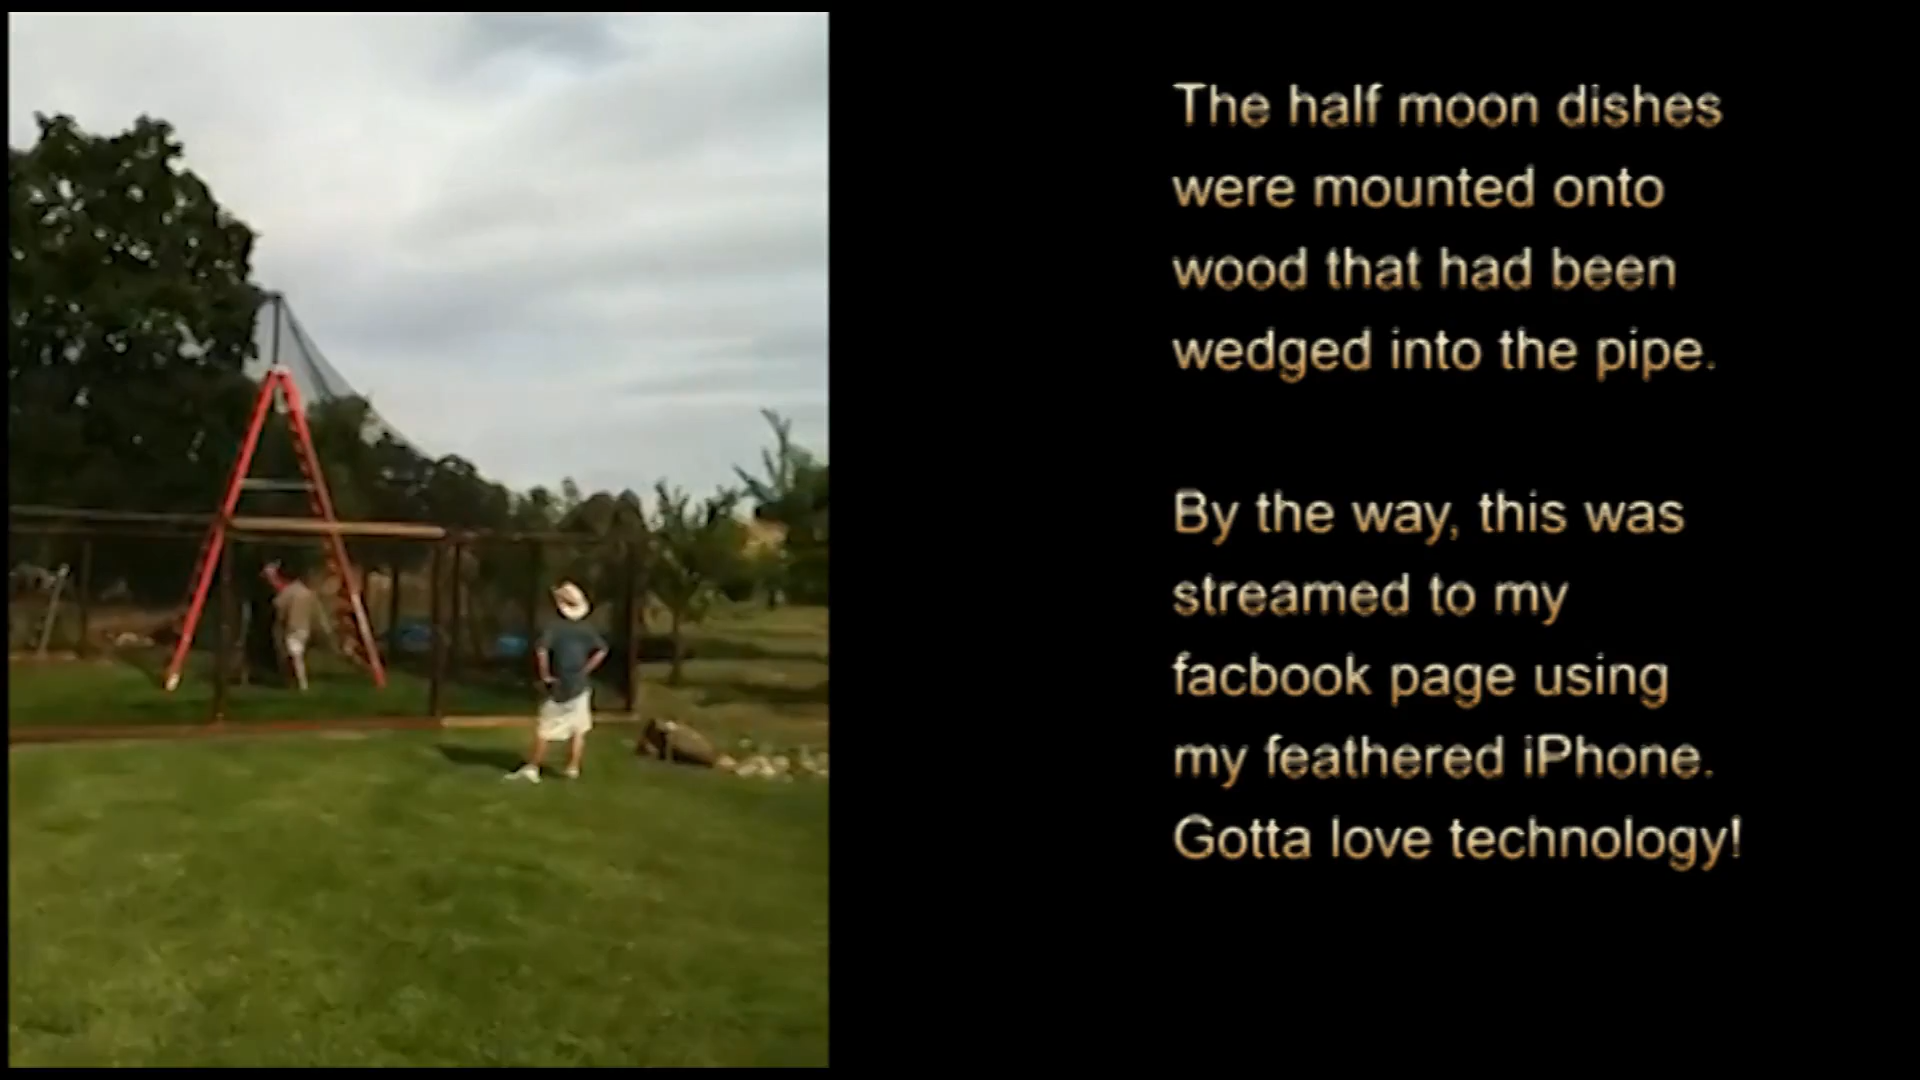 The half moon dishes
were mounted onto
wood that had been
wedged into the pipe.
By the way, this was
streamed to my
facbook page using
my feathered iPhone.
Gotta love technology!